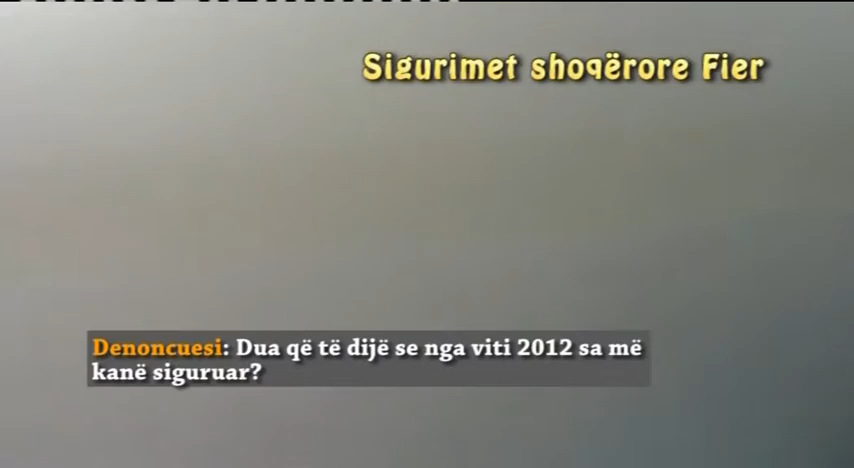 Sigurimet shoqërore Fier
Denoncuesi: Dua që të dijë se nga viti 2012 sa më
kanë siguruar?